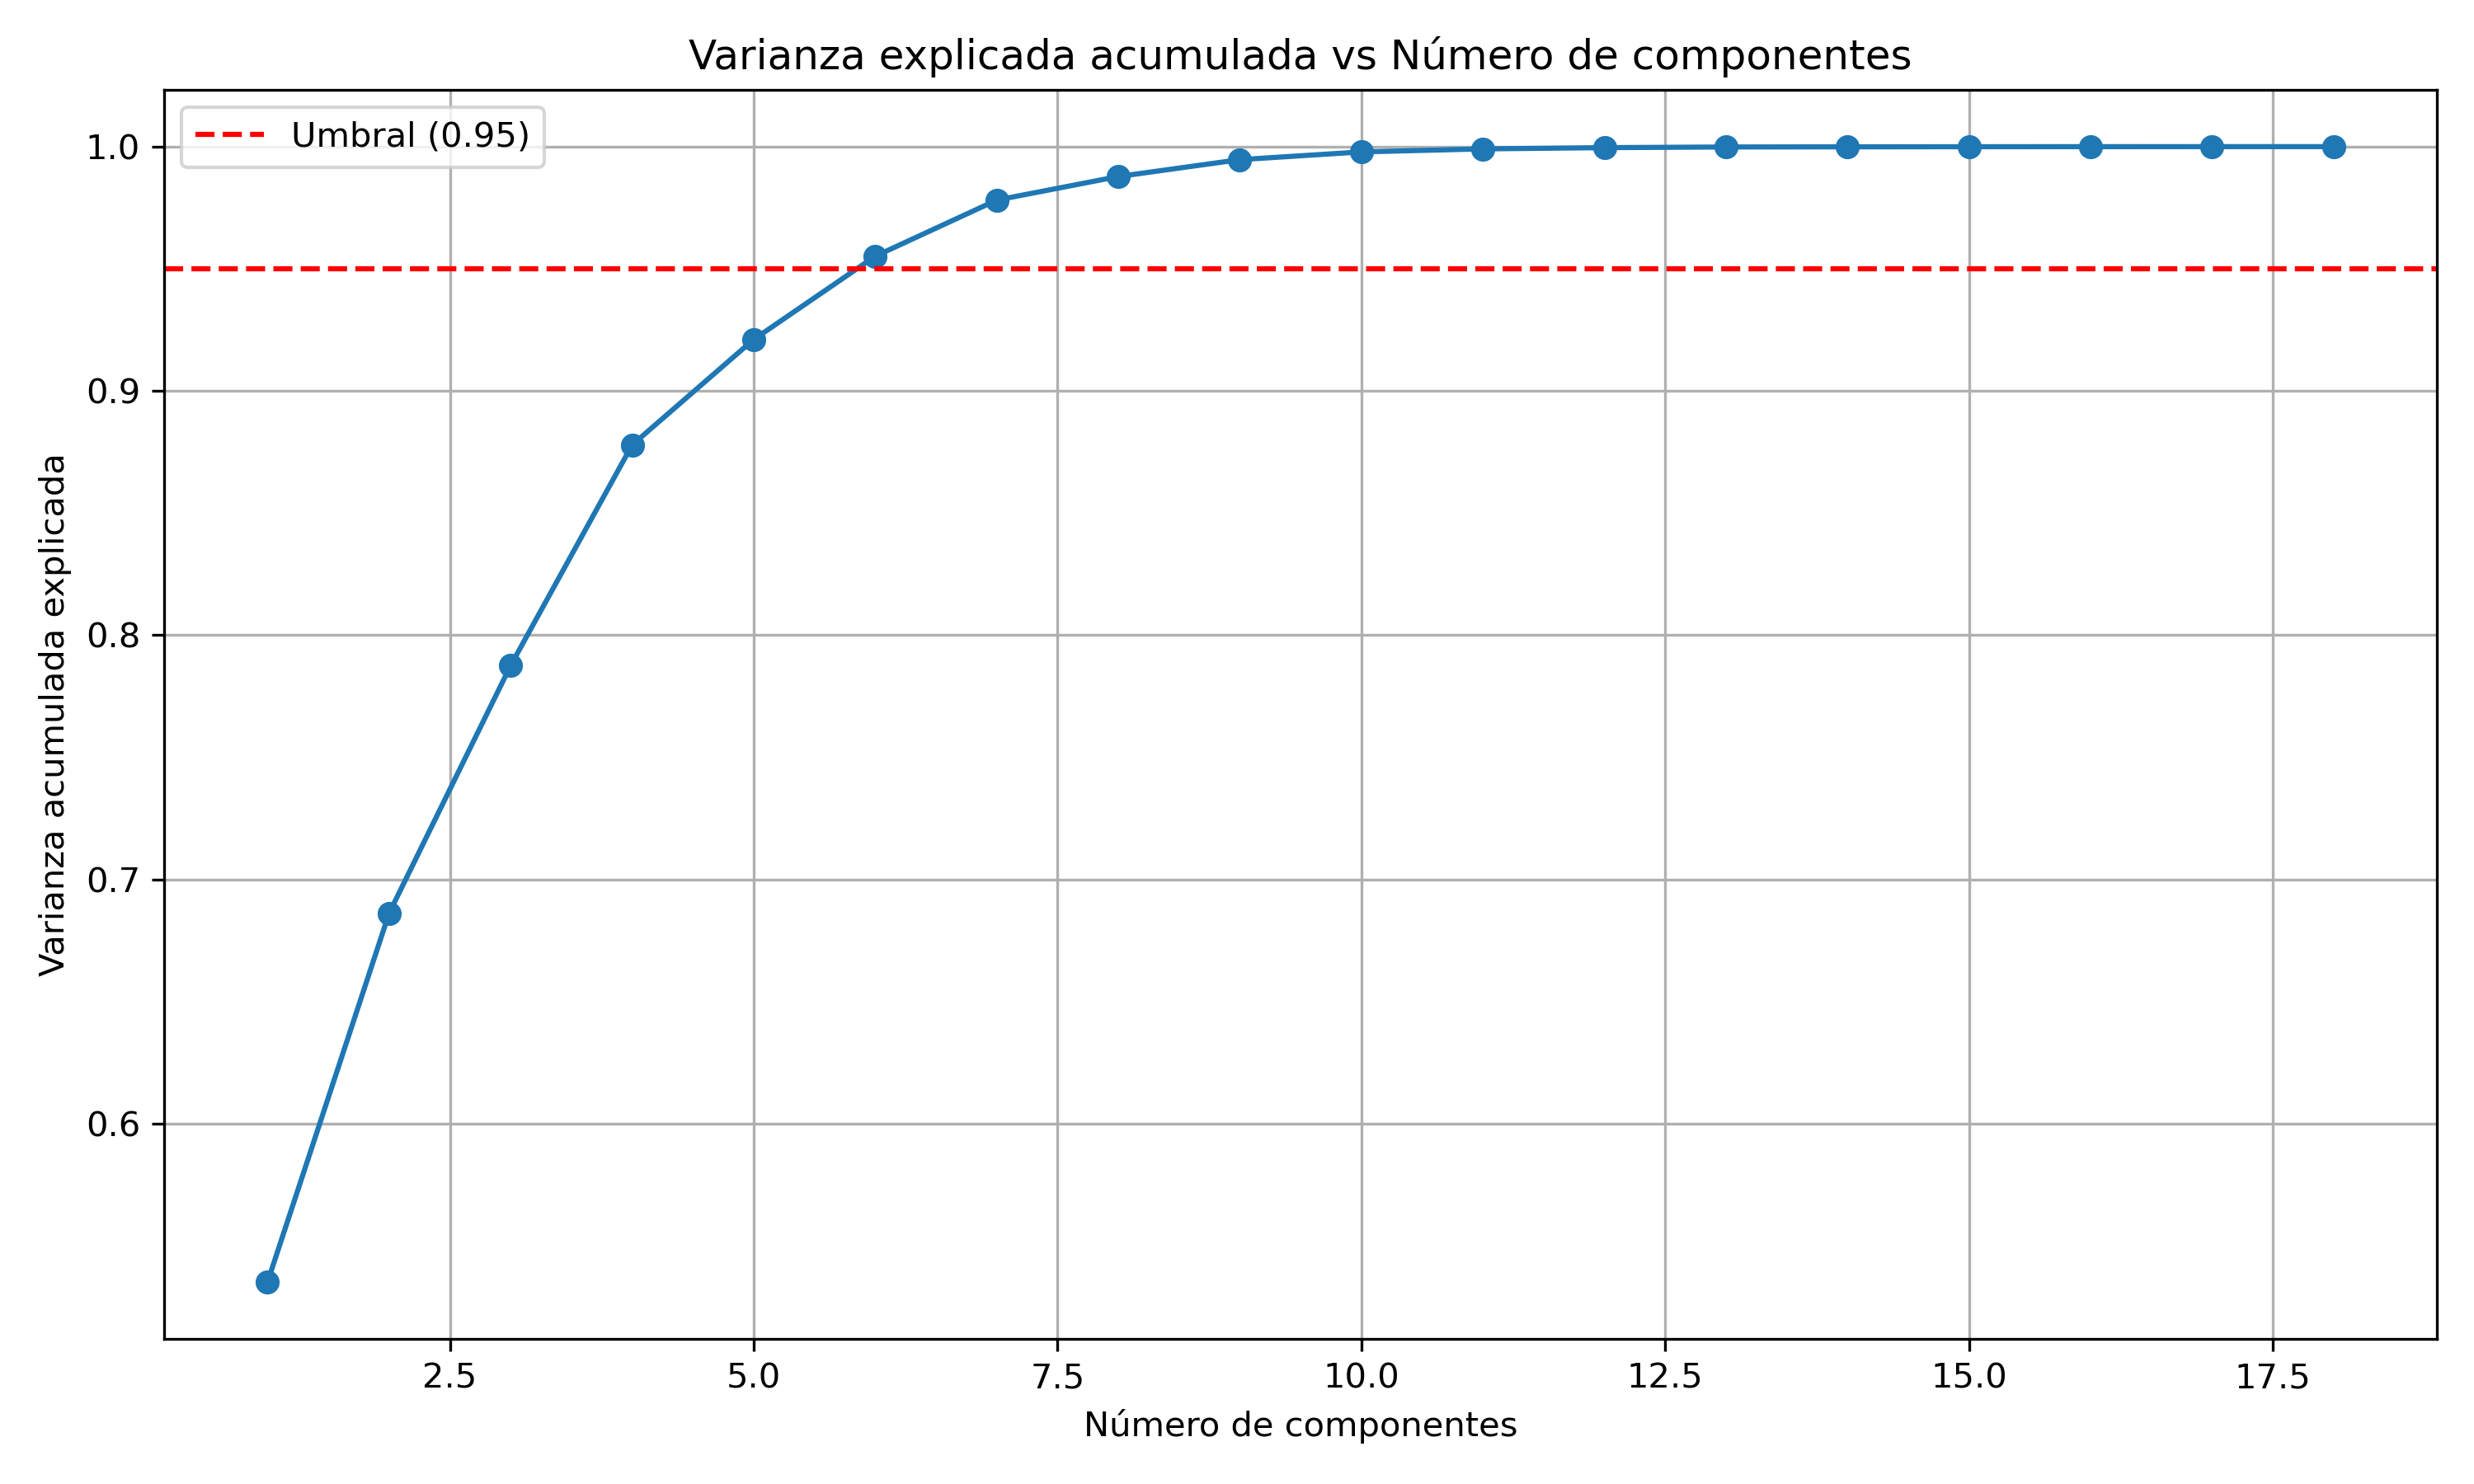 Varianza explicada acumulada vs Número de componentes
Umbral (0.95)
Varianza acumulada explicada
1.0
0.9
0.8
0.7
0.6
2.5 5.0 7.5 10.0 12.5 15.0 17.5
Número de componentes